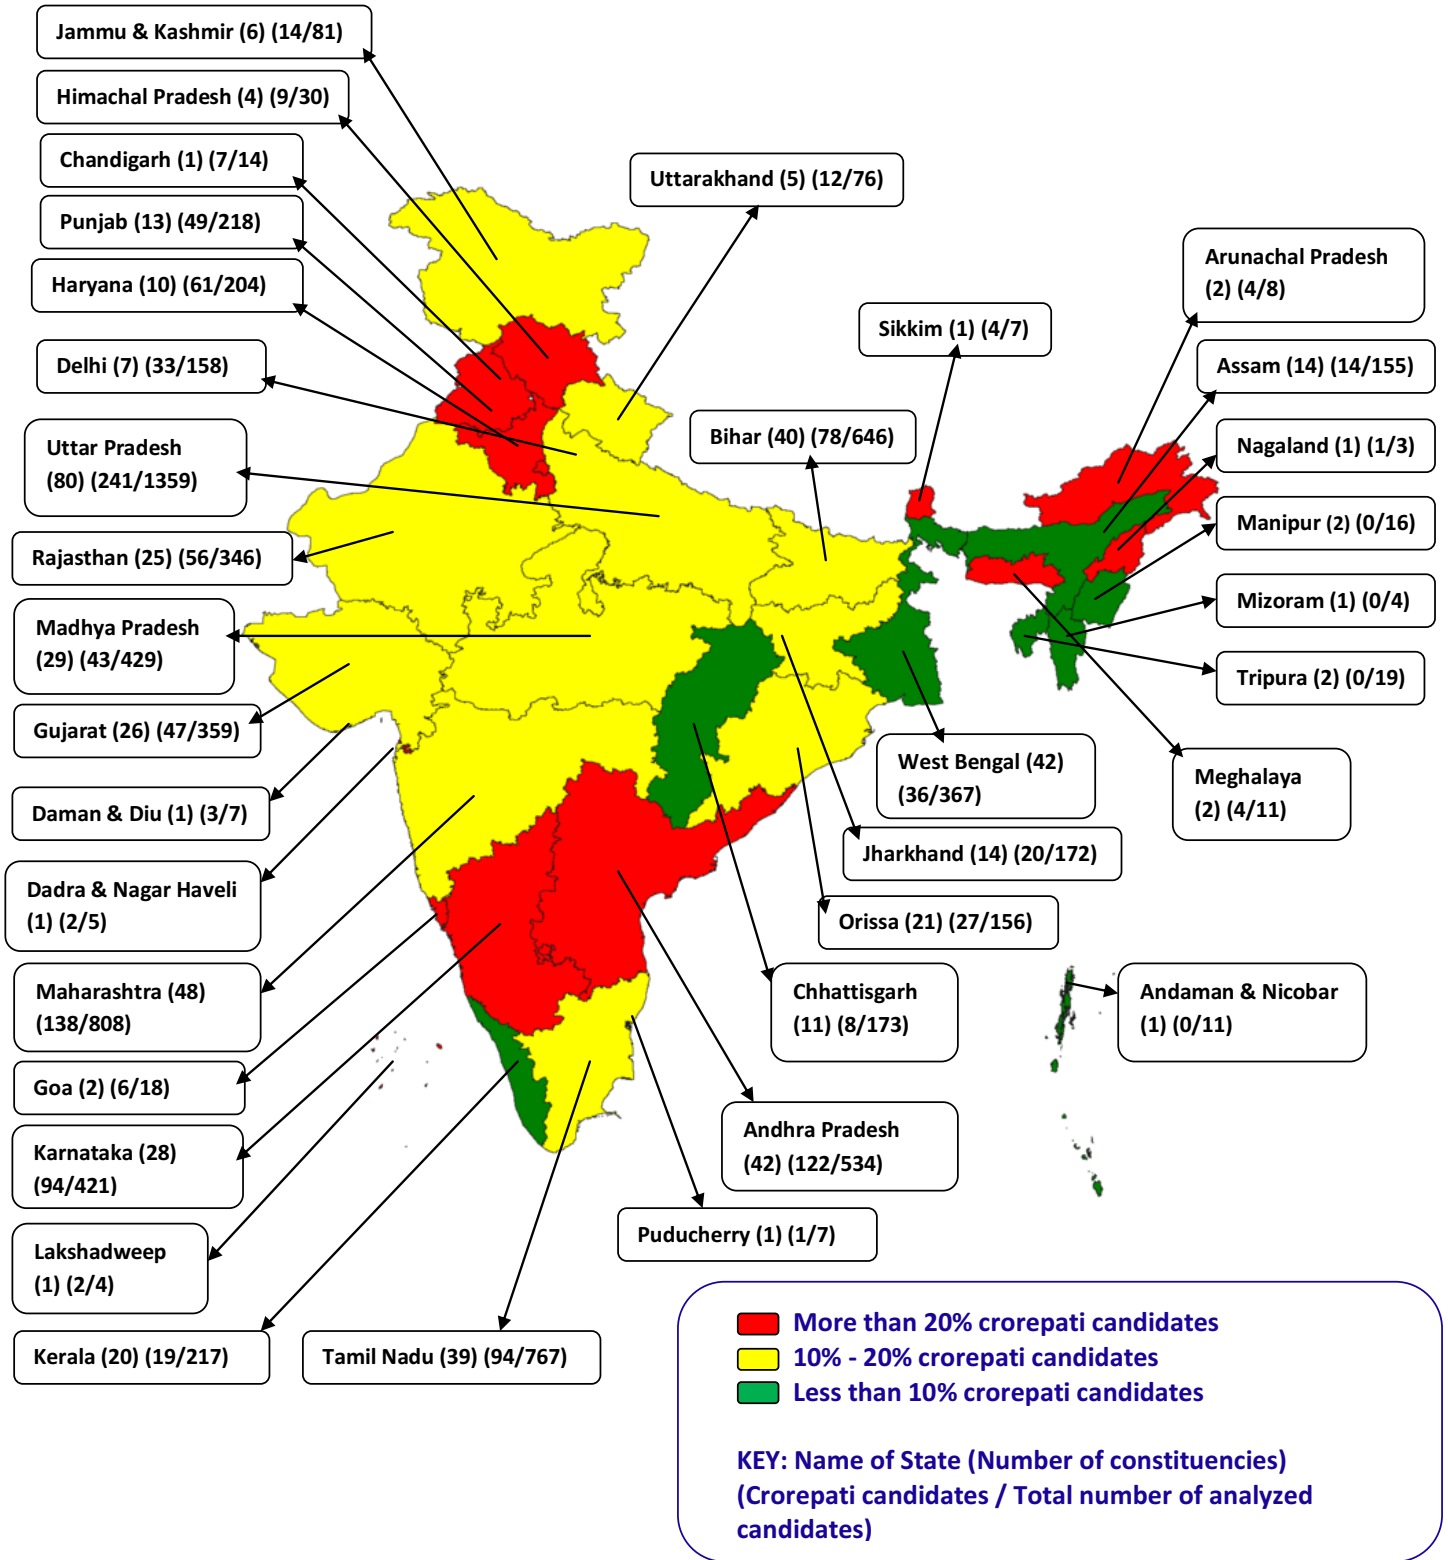 Jammu & Kashmir (6) (14/81)
Himachal Pradesh (4) (9/30)
Chandigarh (1) (7/14)
Punjab (13) (49/218)
Haryana (10) (61/204)
Delhi (7) (33/158)
Uttar Pradesh
(80) (241/1359)
Rajasthan (25) (56/346)
Madhya Pradesh
(29) (43/429)
Gujarat (26) (47/359)
Daman & Diu (1) (3/7)
Dadra & Nagar Haveli
(1) (2/5)
Maharashtra (48)
(138/808)
Goa (2) (6/18)
Karnataka (28)
(94/421)
Lakshadweep
(1) (2/4)
Kerala (20) (19/217)
Tamil Nadu (39) (94/767)
Uttarakhand (5) (12/76)
Bihar (40) (78/646)
Sikkim (1) (4/7)
Arunachal Pradesh
(2) (4/8)
Assam (14) (14/155)
Nagaland (1) (1/3)
Manipur (2) (0/16)
Mizoram (1) (0/4)
Tripura (2) (0/19)
Meghalaya
(2) (4/11)
West Bengal (42)
(36/367)
Jharkhand (14) (20/172)
Orissa (21) (27/156)
Chhattisgarh
(11) (8/173)
Andaman & Nicobar
(1) (0/11)
Andhra Pradesh
(42) (122/534)
Puducherry (1) (1/7)
More than 20% crorepati candidates
10% - 20% crorepati candidates
Less than 10% crorepati candidates
KEY: Name of State (Number of constituencies)
(Crorepati candidates / Total number of analyzed
candidates)